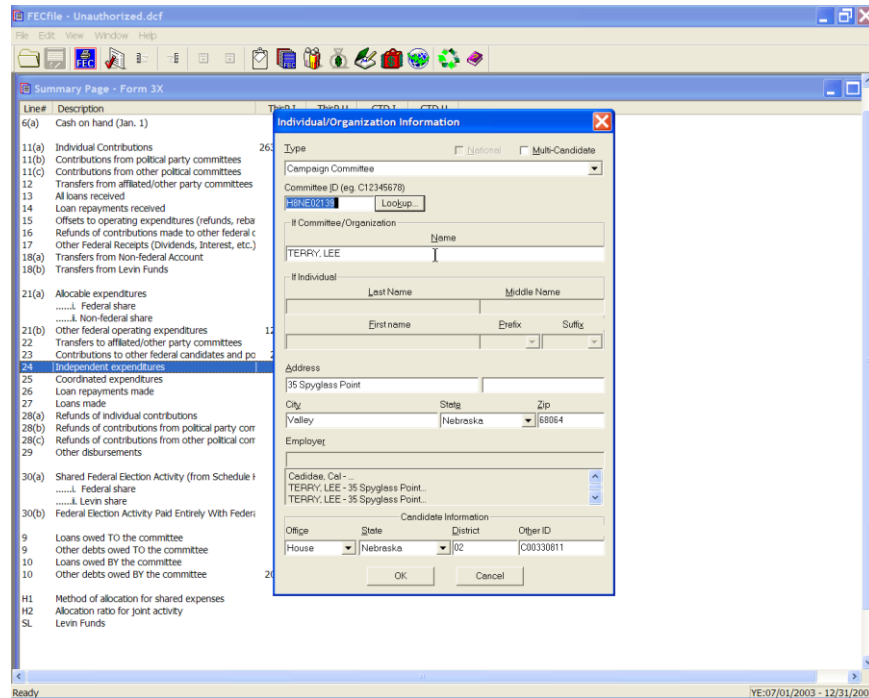 FECfile - Unauthorized.dcf
File Edit View Window Help
FEC
Summary Page - Form 3X
Line# Description
6(a) Cash on hand (Jan. 1)
11(a) Individual Contributions 263
11(b) Contributions from political party committees
11(c) Contributions from other political committees
12 Transfers from affilated/other party committees
13 All loans received
14 Loan repayments received
15 Offsets to operating expenditures (refunds, reba
16 Refunds of contributions made to other federal c
17 Other Federal Receipts (Dividends, Interest, etc.)
18(a) Transfers from Non-federal Account
18(b) Transfers from Levin Funds
21(a) Allocable expenditures
......i. Federal share
......ii. Non-federal share
21(b) Other federal operating expenditures 12
22 Transfers to affilated/other party committees
23 Contributions to other federal candidates and po 2
24 Independent expenditures
25 Coordinated expenditures
26 Loan repayments made
27 Loans made
28(a) Refunds of individual contributions
28(b) Refunds of contributions from political party com
28(c) Refunds of contributions from other political com
29 Other disbursements
30(a) Shared Federal Election Activity (from Schedule H
......i. Federal share
......ii. Levin share
30(b) Federal Election Activity Paid Entirely With Federa
9 Loans owed TO the committee
9 Other debts owed TO the committee
10 Loans owed BY the committee
10 Other debts owed BY the committee 20
H1 Method of allocation for shared expenses
H2 Allocation ratio for joint activity
SL Levin Funds
Individual/Organization Information
Type National Multi-Candidate
Campaign Committee
Committee ID (eg. C12345678)
H8NE02139 Lookup...
If Committee/Organization
Name
TERRY, LEE
If Individual
Last Name Middle Name
First name Prefix Suffix
Address
35 Spyglass Point
City State Zip
Valley Nebraska 68064
Employer
Cadidae, Cal - ...
TERRY, LEE - 35 Spyglass Point...
TERRY, LEE - 35 Spyglass Point...
Candidate Information
Office State District Other ID
House Nebraska 02 C00330811
OK Cancel
Ready YE:07/01/2003 - 12/31/200